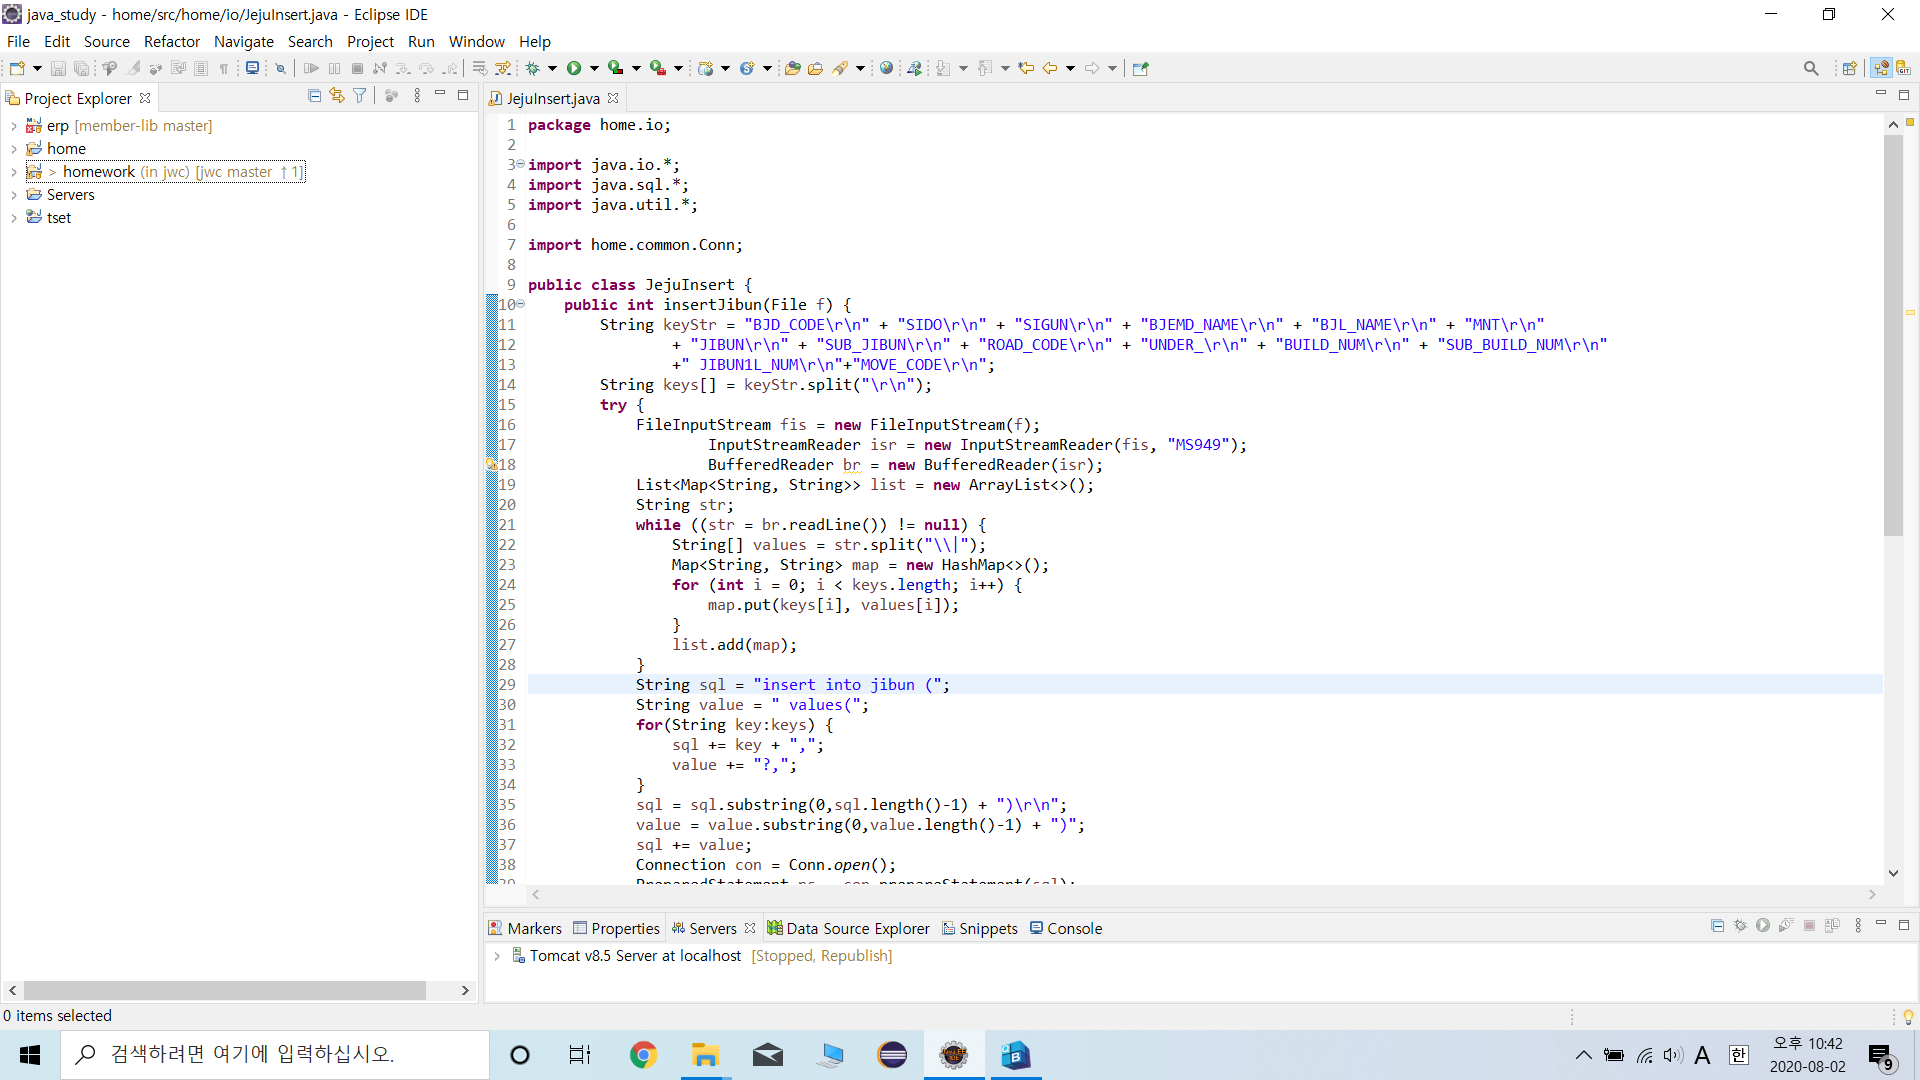 java_study - home/src/home/io/JejuInsert.java - Eclipse IDE
File Edit Source Refactor Navigate Search Project Run Window Help
Project Explorer
JejuInsert.java
erp [member-lib master]
home
> homework (in jwc) [jwc master ↑1]
Servers
tset
1 package home.io;
2
3 import java.io.*;
4 import java.sql.*;
5 import java.util.*;
6
7 import home.common.Conn;
8
9 public class JejuInsert {
10 public int insertJibun(File f) {
11 String keyStr = "BJD_CODE\r\n" + "SIDO\r\n" + "SIGUN\r\n" + "BJEMD_NAME\r\n" + "BJL_NAME\r\n" + "MNT\r\n"
12 + "JIBUN\r\n" + "SUB_JIBUN\r\n" + "ROAD_CODE\r\n" + "UNDER_\r\n" + "BUILD_NUM\r\n" + "SUB_BUILD_NUM\r\n"
13 +" JIBUN1L_NUM\r\n"+"MOVE_CODE\r\n";
14 String keys[] = keyStr.split("\r\n");
15 try {
16 FileInputStream fis = new FileInputStream(f);
17 InputStreamReader isr = new InputStreamReader(fis, "MS949");
18 BufferedReader br = new BufferedReader(isr);
19 List<Map<String, String>> list = new ArrayList<>();
20 String str;
21 while ((str = br.readLine()) != null) {
22 String[] values = str.split("\\|");
23 Map<String, String> map = new HashMap<>();
24 for (int i = 0; i < keys.length; i++) {
25 map.put(keys[i], values[i]);
26 }
27 list.add(map);
28 }
29 String sql = "insert into jibun (";
30 String value = " values(";
31 for(String key:keys) {
32 sql += key + ",";
33 value += "?,";
34 }
35 sql = sql.substring(0,sql.length()-1) + ")\r\n";
36 value = value.substring(0,value.length()-1) + ")";
37 sql += value;
38 Connection con = Conn.open();
39 PreparedStatement ps = con.prepareStatement(sql);
Markers Properties Servers Data Source Explorer Snippets Console
Tomcat v8.5 Server at localhost [Stopped, Republish]
0 items selected
검색하려면 여기에 입력하십시오.
A 한 오후 10:42
2020-08-02
9